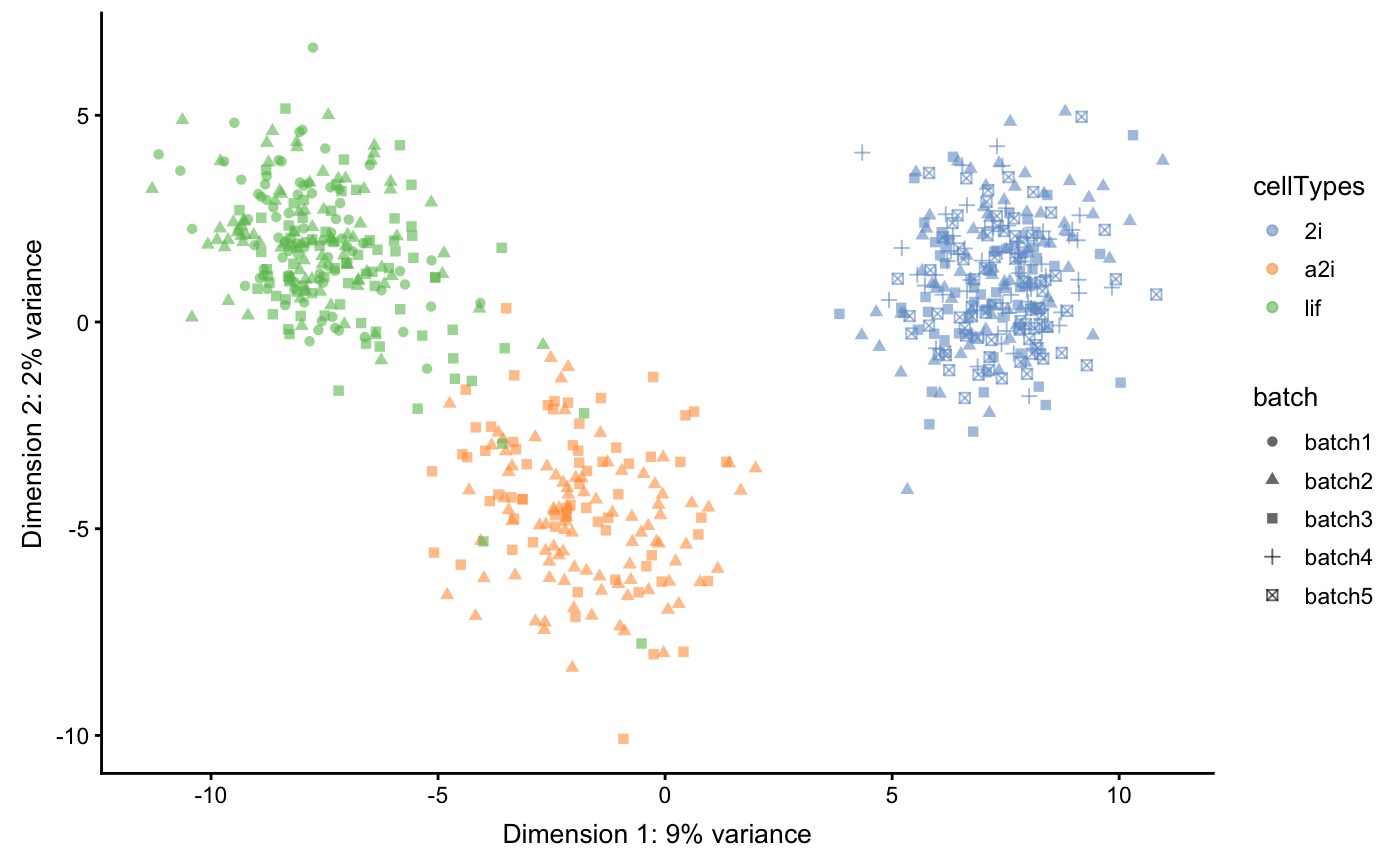 Dimension 2: 2% variance
5
0
-5
-10
-10
-5
0
5
10
Dimension 1: 9% variance
cellTypes
2i
a2i
lif
batch
batch1
batch2
batch3
batch4
batch5